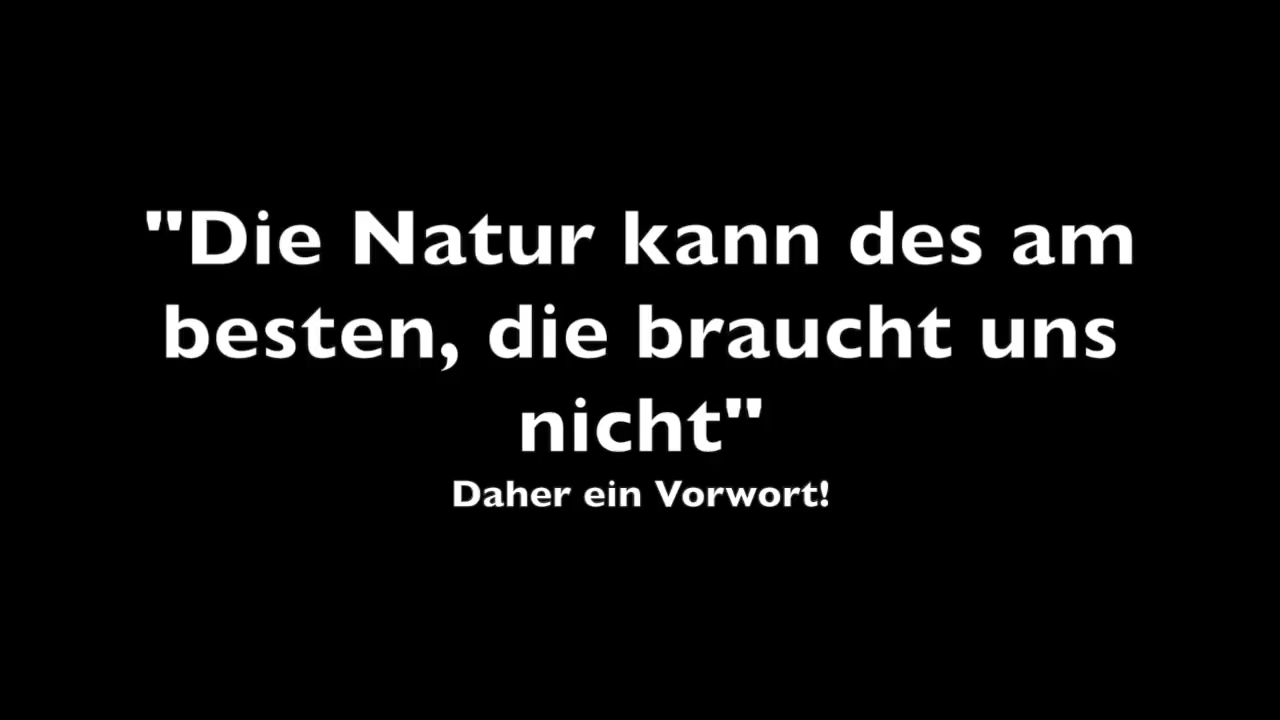 "Die Natur kann des am
besten, die braucht uns
nicht"
Daher ein Vorwort!